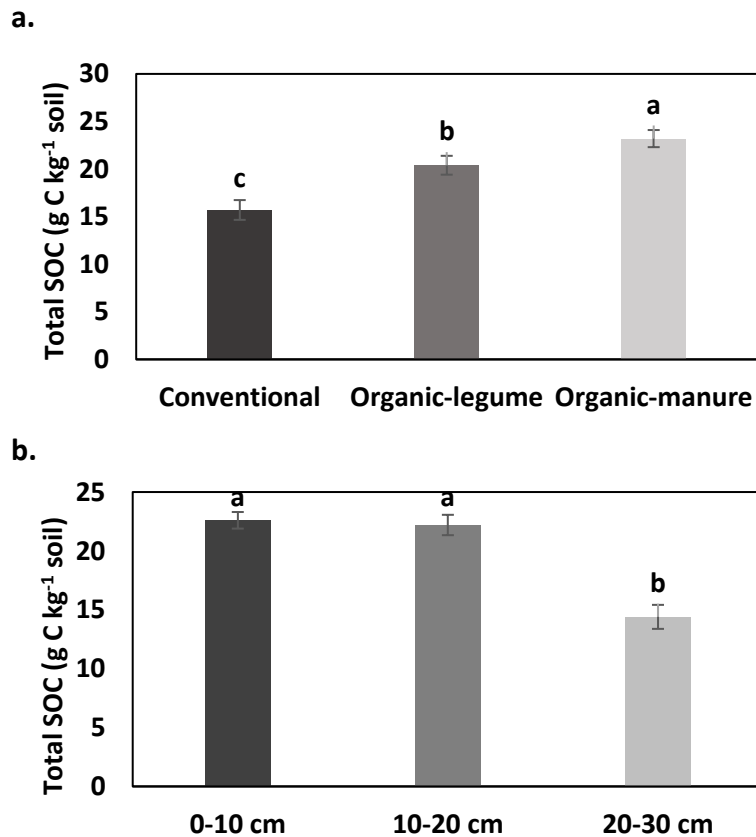 a.
Total SOC (g C kg⁻¹ soil)
30
25
20
15
10
5
0
c
b
a
Conventional Organic-legume Organic-manure
b.
Total SOC (g C kg⁻¹ soil)
25
20
15
10
5
0
a
a
b
0-10 cm 10-20 cm 20-30 cm